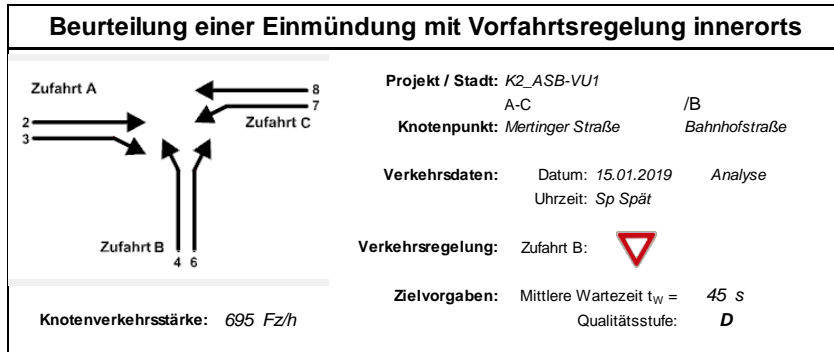 Beurteilung einer Einmündung mit Vorfahrtsregelung innerorts
Zufahrt A
8
7
Zufahrt C
2
3
Zufahrt B
4 6
Knotenverkehrsstärke: 695 Fz/h
Projekt / Stadt: K2_ASB-VU1
A-C /B
Knotenpunkt: Mertinger Straße Bahnhofstraße
Verkehrsdaten: Datum: 15.01.2019 Analyse
Uhrzeit: Sp Spät
Verkehrsregelung: Zufahrt B:
Zielvorgaben: Mittlere Wartezeit tW = 45 s
Qualitätsstufe: D